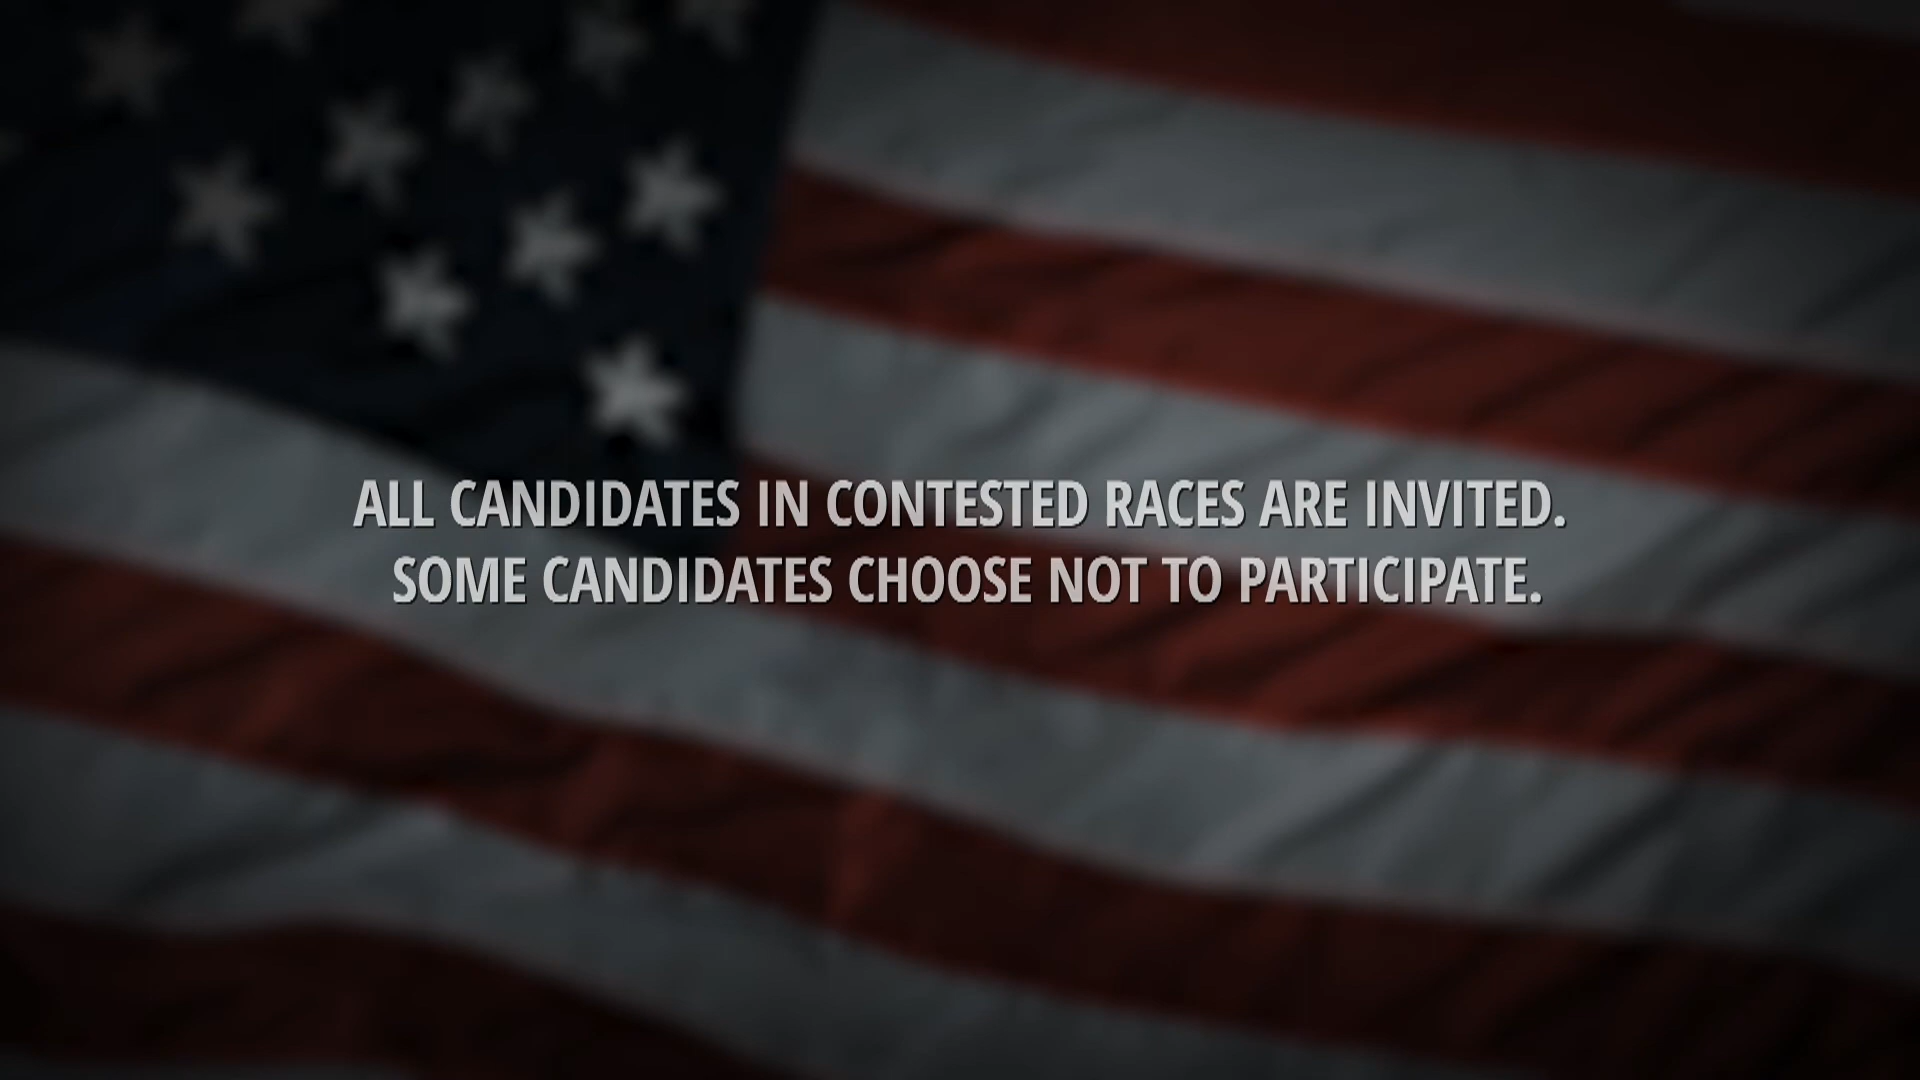 ALL CANDIDATES IN CONTESTED RACES ARE INVITED.
SOME CANDIDATES CHOOSE NOT TO PARTICIPATE.